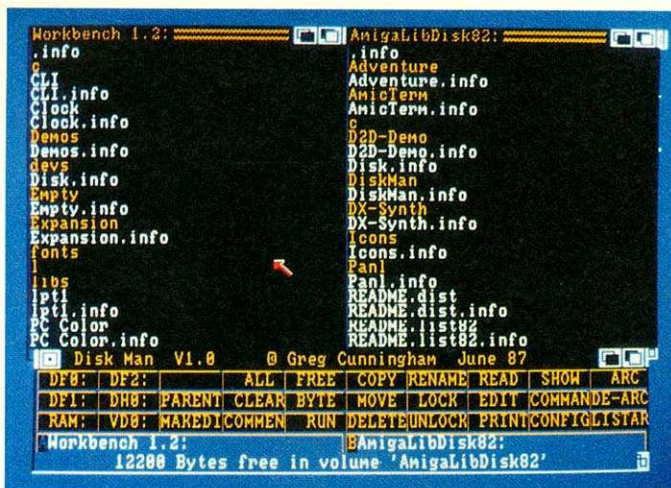 Workbench 1.2:
.info
c
CLI
CLI.info
Clock
Clock.info
Demos
Demos.info
devs
Disk.info
Empty
Empty.info
Expansion
Expansion.info
fonts
l
libs
lpt1
lpt1.info
PC Color
PC Color.info
AmigaLibDisk82:
.info
Adventure
Adventure.info
AmicTerm
AmicTerm.info
c
D2D-Demo
D2D-Demo.info
Disk.info
DiskMan
DiskMan.info
DX-Synth
DX-Synth.info
Icons
Icons.info
Panl
Panl.info
README.dist
README.dist.info
README.list82
README.list82.info
Disk Man V1.0 @ Greg Cunningham June 87
DF0: DF2: ALL FREE COPY RENAME READ SHOW ARC
DF1: DH0: PARENT CLEAR BYTE MOVE LOCK EDIT COMMAN DE-ARC
RAM: VD0: MAKEDI COMMEN RUN DELETE UNLOCK PRINT CONFIG LISTAR
A Workbench 1.2: B AmigaLibDisk82:
12200 Bytes free in volume 'AmigaLibDisk82'